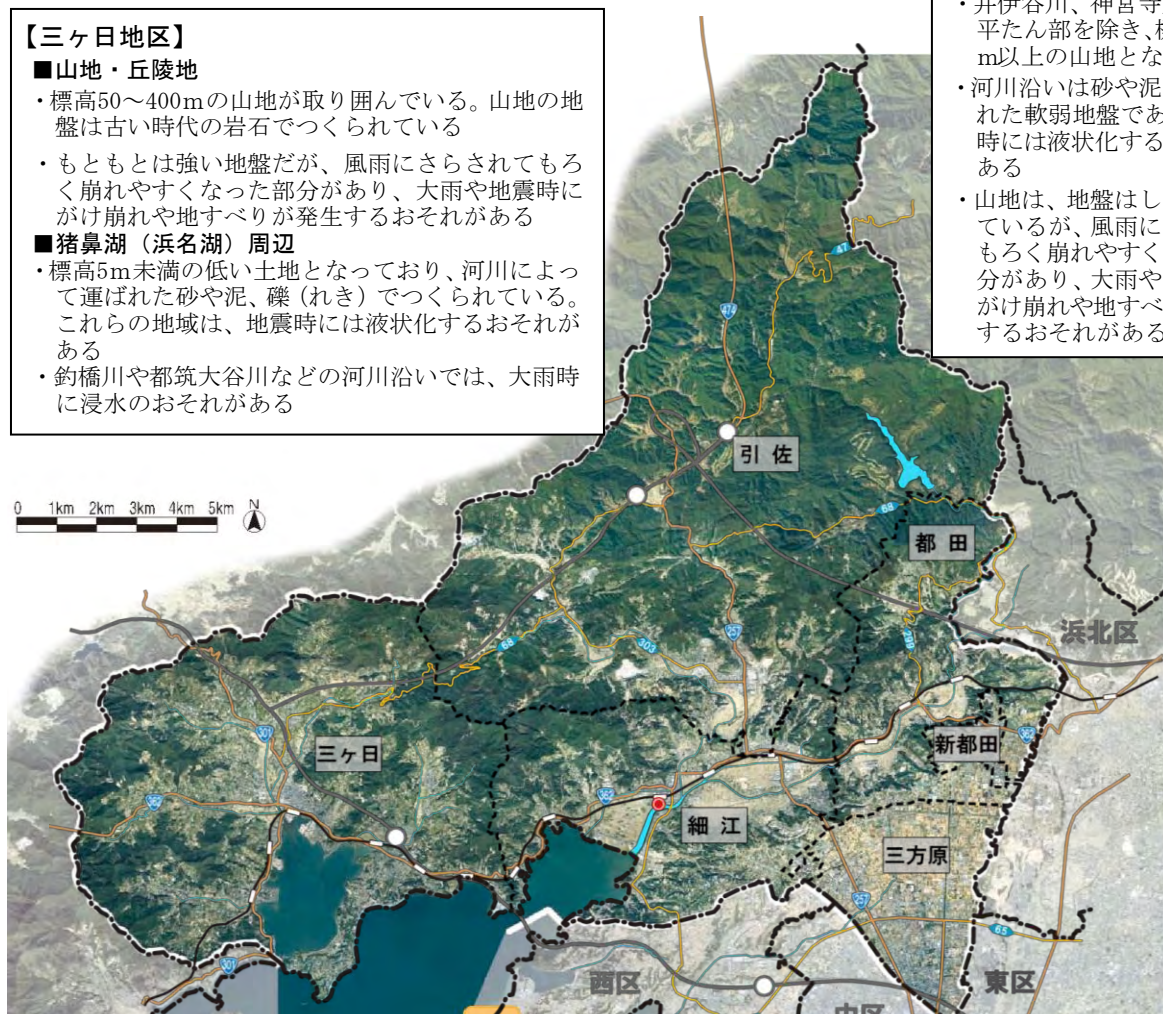 【三ヶ日地区】
■山地・丘陵地
・標高50～400mの山地が取り囲んでいる。山地の地
盤は古い時代の岩石でつくられている
・もともとは強い地盤だが、風雨にさらされてもろ
く崩れやすくなった部分があり、大雨や地震時に
がけ崩れや地すべりが発生するおそれがある
■猪鼻湖（浜名湖）周辺
・標高5m未満の低い土地となっており、河川によっ
て運ばれた砂や泥、礫（れき）でつくられている。
これらの地域は、地震時には液状化するおそれが
ある
・釣橋川や都筑大谷川などの河川沿いでは、大雨時
に浸水のおそれがある
・井伊谷川、神宮寺
平たん部を除き、
m以上の山地とな
・河川沿いは砂や泥
れた軟弱地盤であ
時には液状化する
ある
・山地は、地盤はし
ているが、風雨に
もろく崩れやすく
分があり、大雨や
がけ崩れや地すべ
するおそれがある
0 1km 2km 3km 4km 5km N
47
474
引佐
68
都田
浜北区
257
299
303
68
301
三ヶ日
新都田
362
362
362
細江
三方原
257
65
301
西区
東区
中区